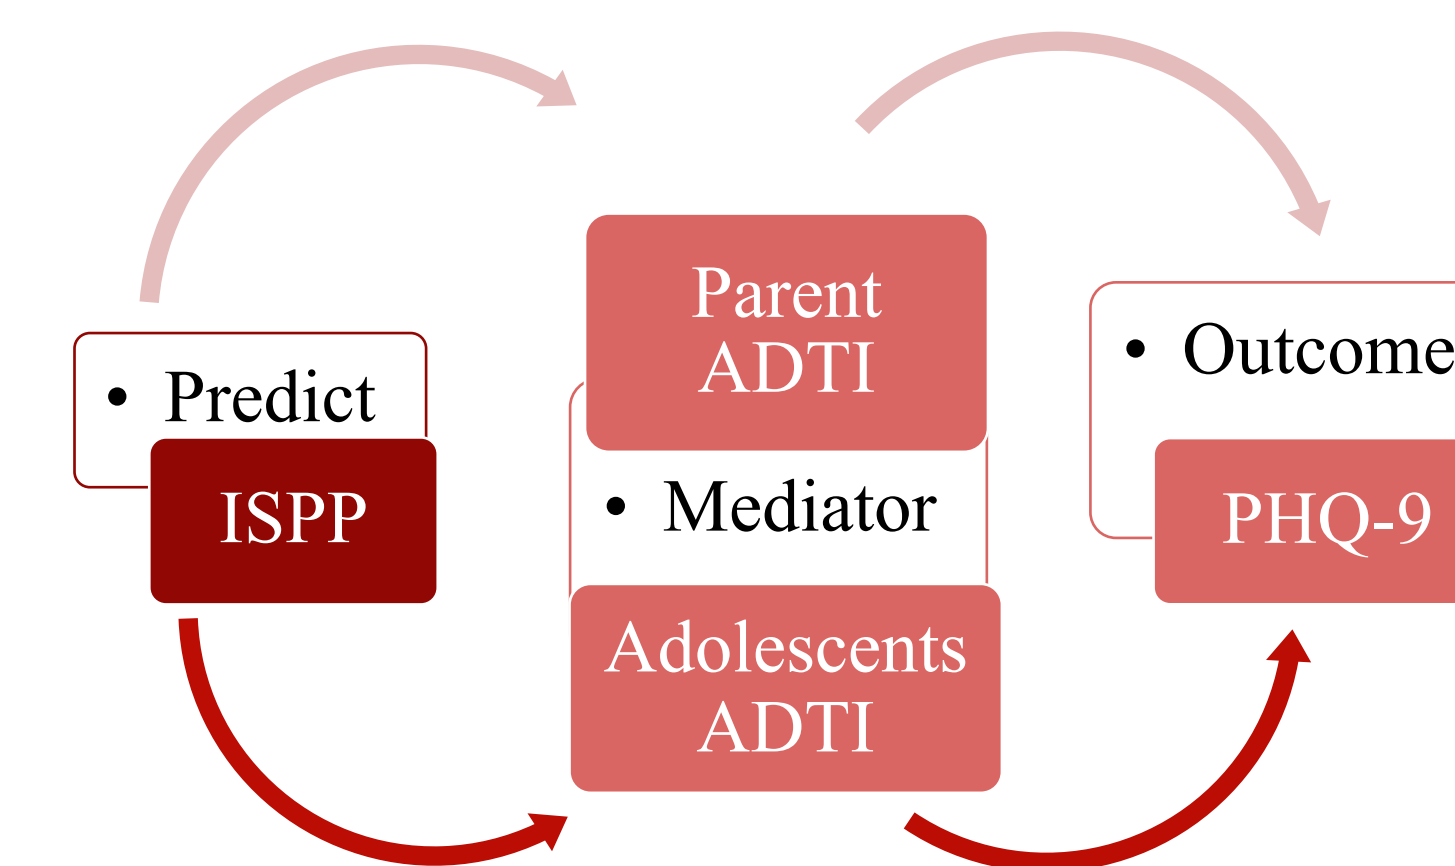 • Predict
ISPP
Parent
ADTI
• Mediator
Adolescents
ADTI
• Outcome
PHQ-9